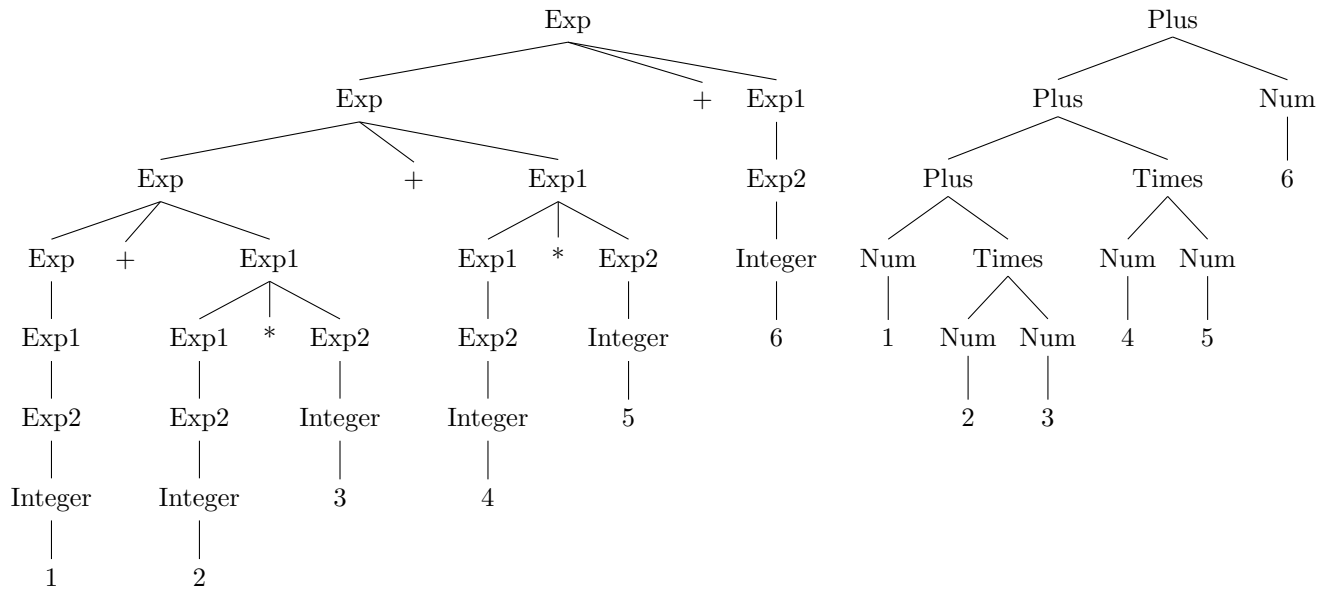 Exp Plus
Exp + Exp1 Plus Num
Exp + Exp1 Exp2 Plus Times 6
Exp + Exp1 Exp1 * Exp2 Integer Num Times Num Num
Exp1 Exp1 * Exp2 Exp2 Integer 6 1 Num Num 4 5
Exp2 Exp2 Integer Integer 5 2 3
Integer Integer 3 4
1 2